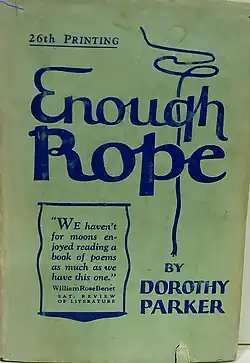 26th PRINTING
Enough
Rope
"WE haven't
for moons en-
joyed reading a
book of poems
as much as we
have this one."
William Rose Benet
SAT. REVIEW
OF LITERATURE
BY
DOROTHY
PARKER